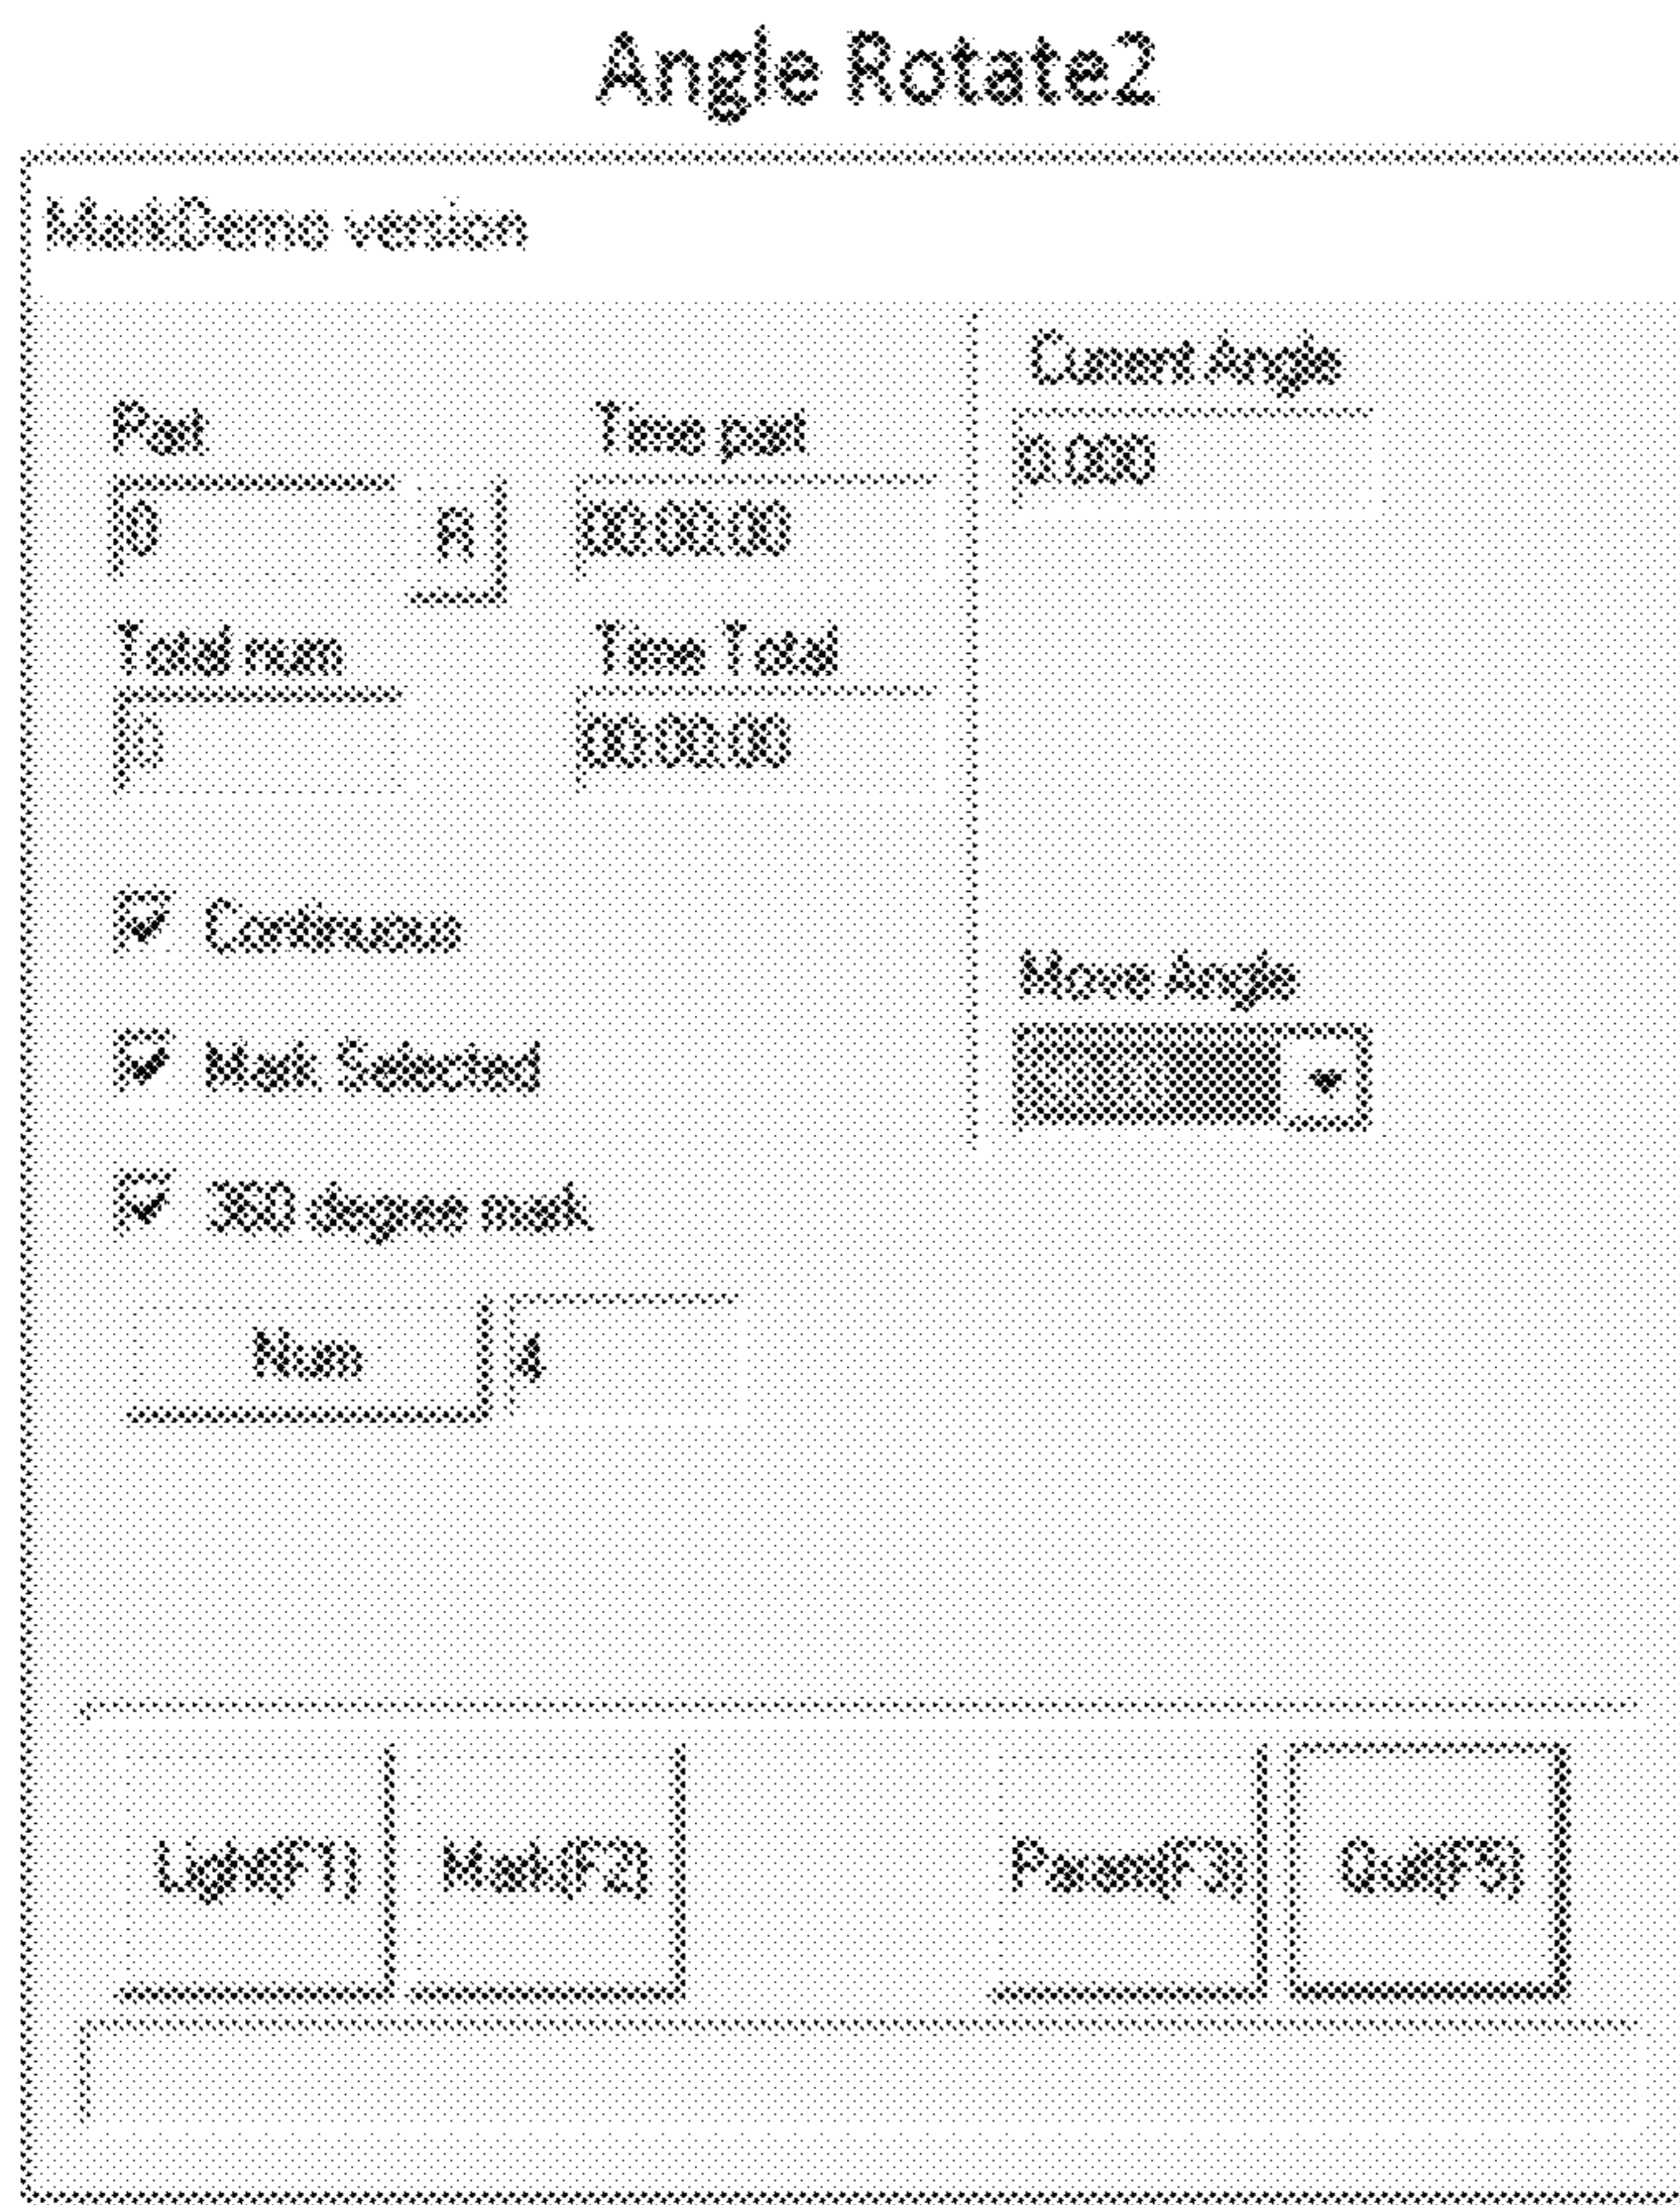 Angle Rotate2
MarkDemo version
Current Angle
Part
Time part
0.000
0
R
00:00:00
Total num
Time Total
0
00:00:00
Continuous
Move Angle
Mark Selected
360 degree mark
Num
4
Light(F1)
Mark(F2)
Param(F3)
Quit(F5)